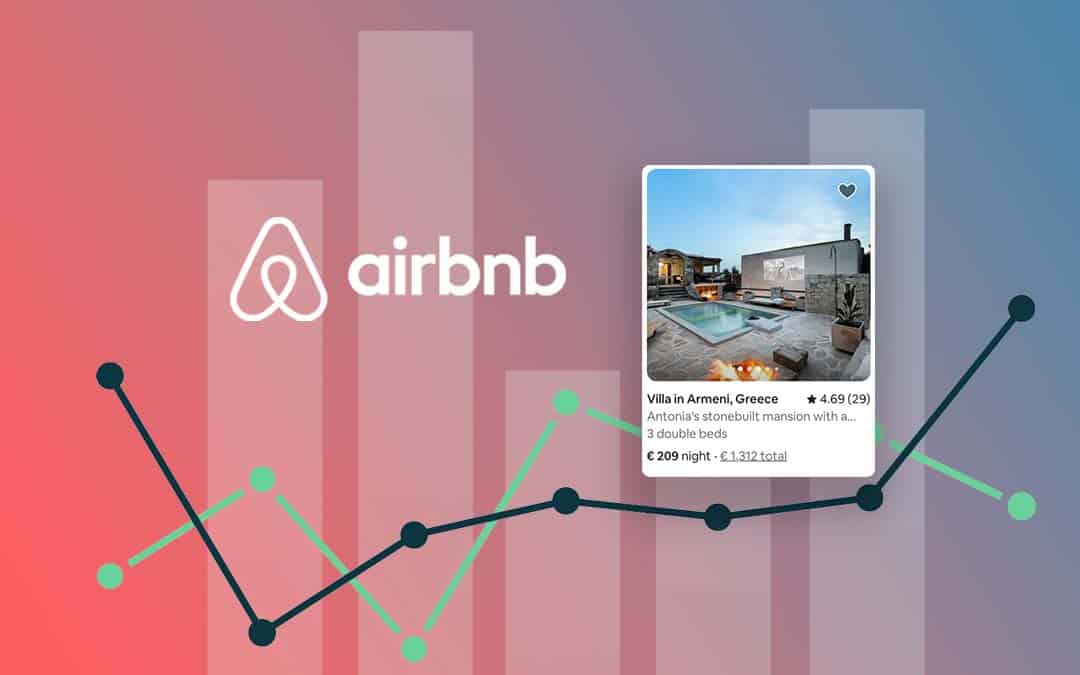 airbnb
Villa in Armeni, Greece ★ 4.69 (29)
Antonia's stonebuilt mansion with a...
3 double beds
€ 209 night · € 1,312 total